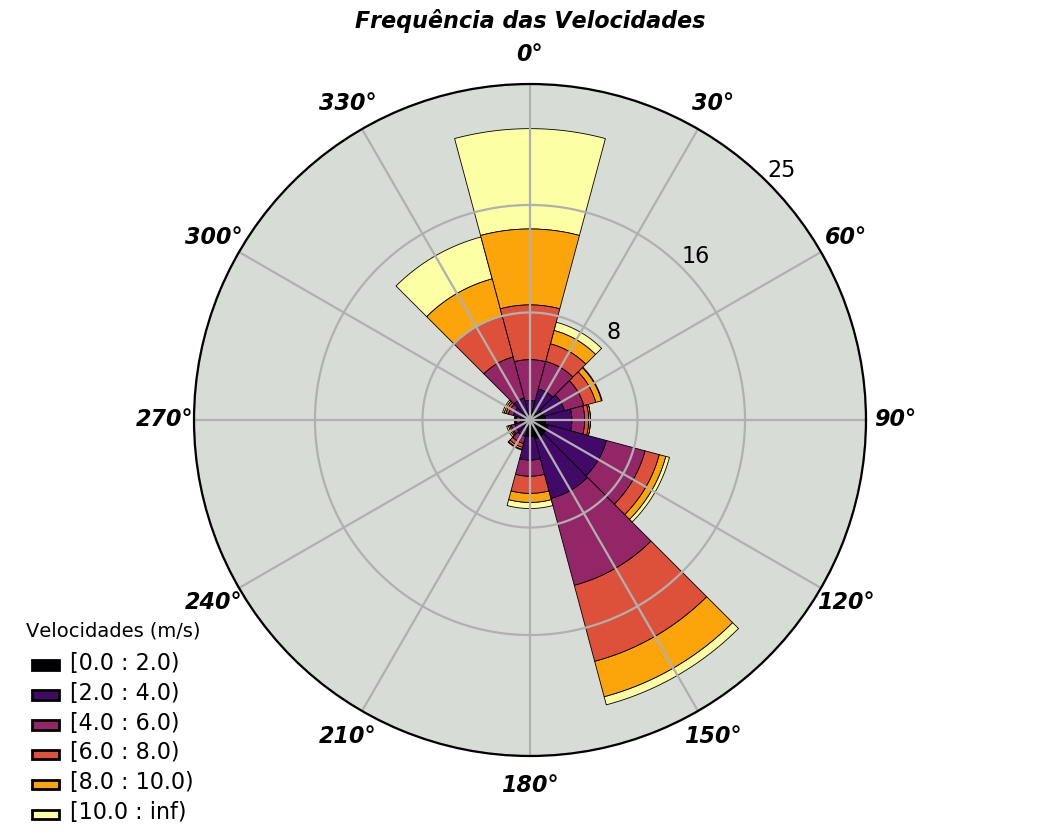 Frequência das Velocidades
0°
330°
30°
25
300°
60°
16
8
270°
90°
240°
120°
210°
150°
180°
Velocidades (m/s)
[0.0 : 2.0)
[2.0 : 4.0)
[4.0 : 6.0)
[6.0 : 8.0)
[8.0 : 10.0)
[10.0 : inf)